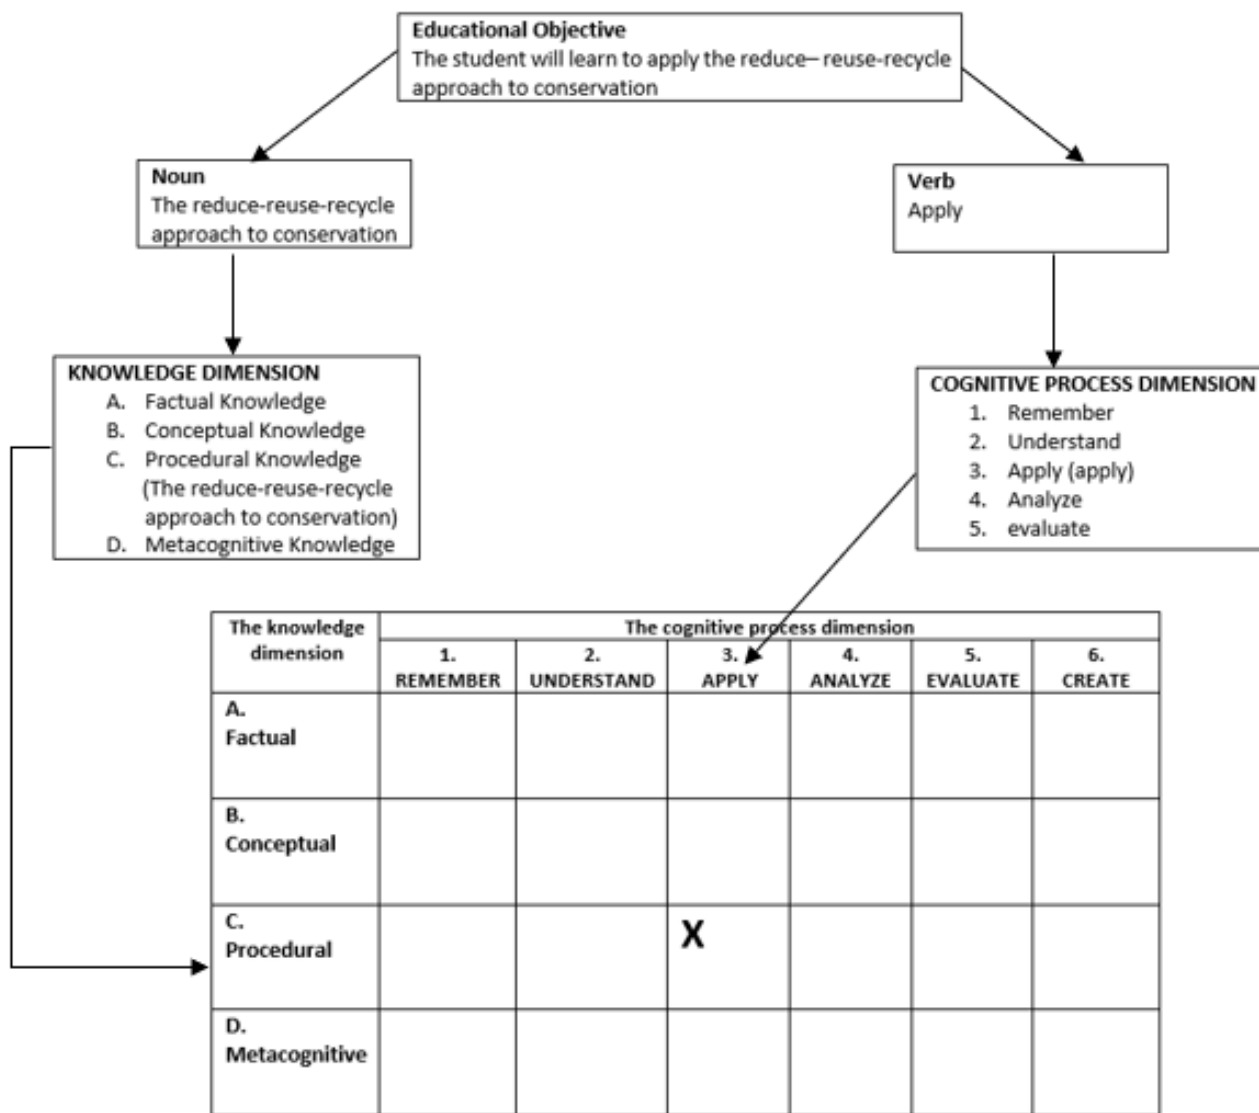 Educational Objective
The student will learn to apply the reduce– reuse-recycle
approach to conservation
Noun
The reduce-reuse-recycle
approach to conservation
Verb
Apply
KNOWLEDGE DIMENSION
A. Factual Knowledge
B. Conceptual Knowledge
C. Procedural Knowledge
(The reduce-reuse-recycle
approach to conservation)
D. Metacognitive Knowledge
COGNITIVE PROCESS DIMENSION
1. Remember
2. Understand
3. Apply (apply)
4. Analyze
5. evaluate
The knowledge
dimension
The cognitive process dimension
1.
REMEMBER
2.
UNDERSTAND
3.
APPLY
4.
ANALYZE
5.
EVALUATE
6.
CREATE
A.
Factual
B.
Conceptual
C.
Procedural
X
D.
Metacognitive